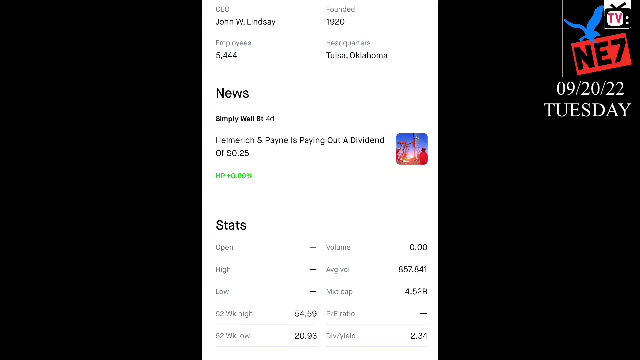 CEO Founded
John W. Lindsay 1920
Employees Headquarters
5,444 Tulsa, Oklahoma
TV
NE7
09/20/22
TUESDAY
News
Simply Wall St 4d
Helmerich & Payne Is Paying Out A Dividend
Of $0.25
HP +0.00%
Stats
Open — Volume 0.00
High — Avg vol 857,841
Low — Mkt cap 4.52B
52 Wk high 54.59 P/E ratio —
52 Wk low 20.93 Div/yield 2.34